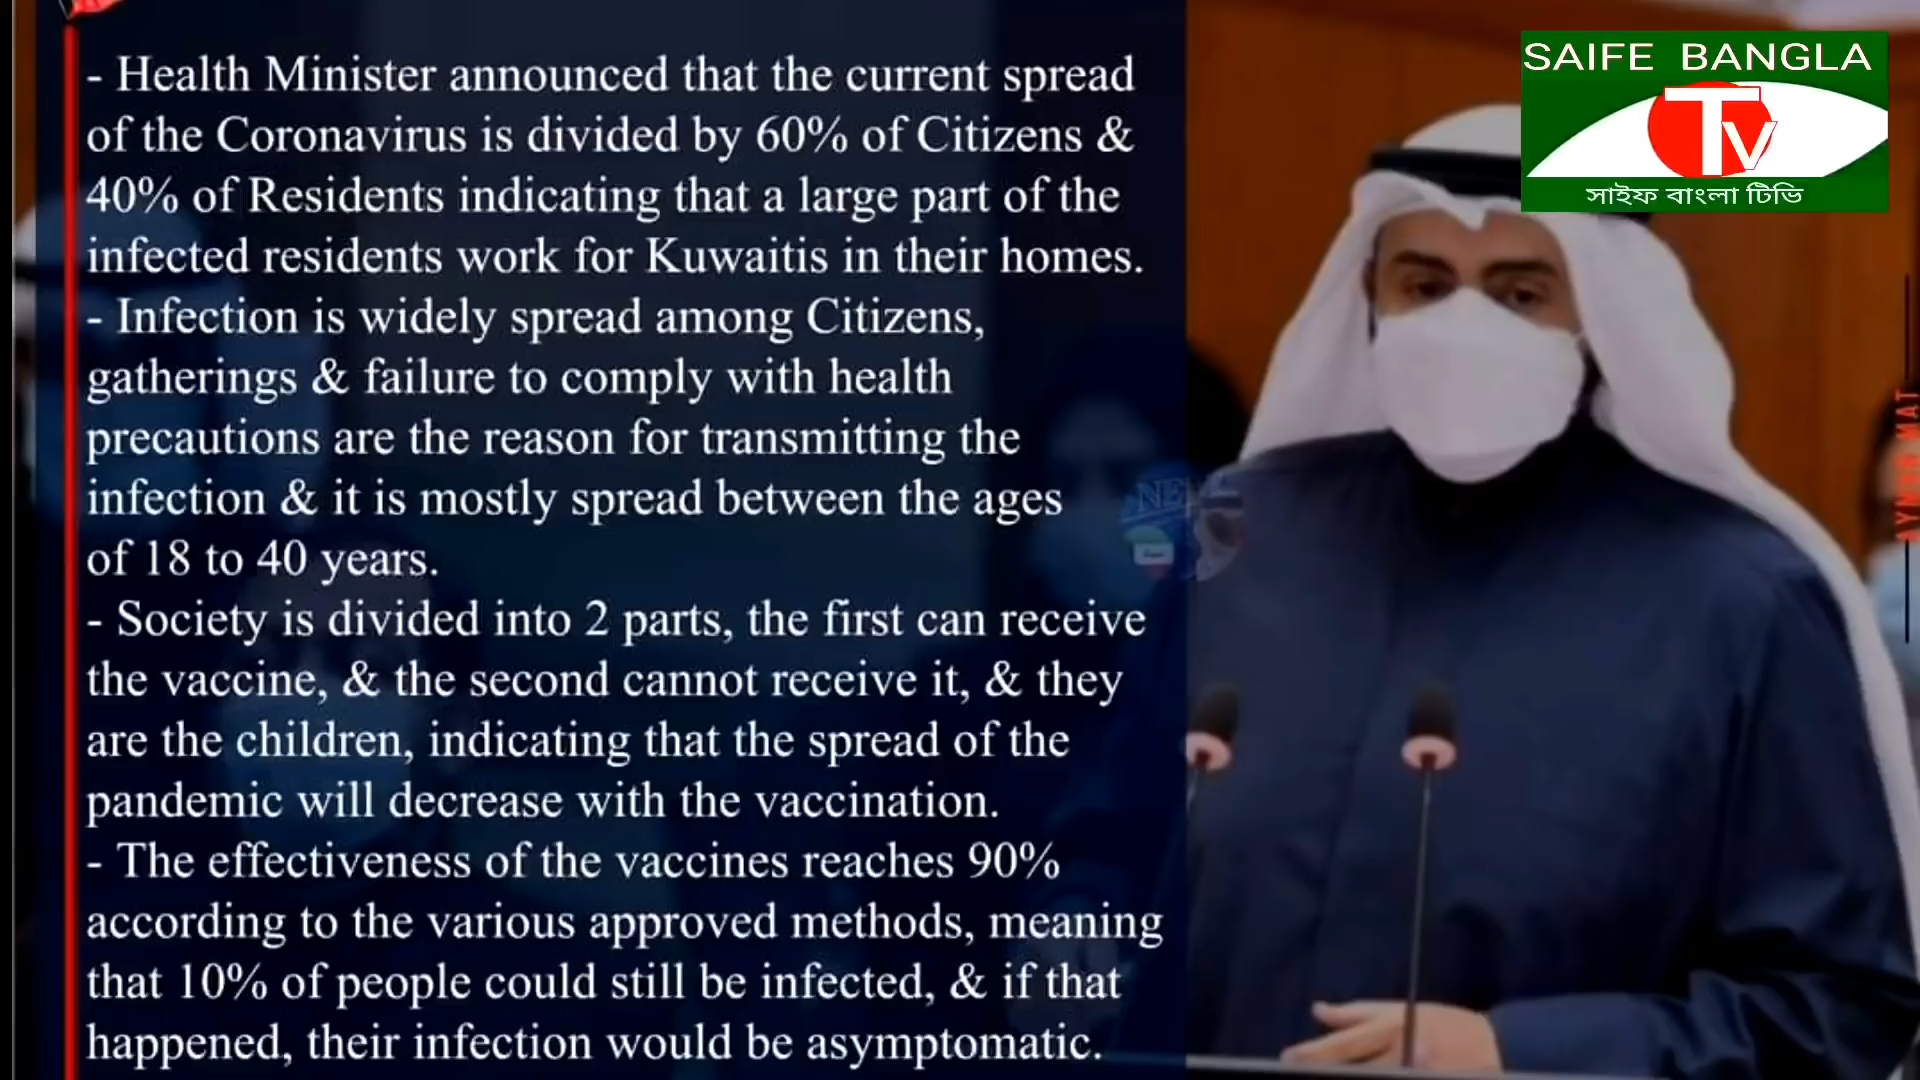 - Health Minister announced that the current spread
of the Coronavirus is divided by 60% of Citizens &
40% of Residents indicating that a large part of the
infected residents work for Kuwaitis in their homes.
- Infection is widely spread among Citizens,
gatherings & failure to comply with health
precautions are the reason for transmitting the
infection & it is mostly spread between the ages
of 18 to 40 years.
- Society is divided into 2 parts, the first can receive
the vaccine, & the second cannot receive it, & they
are the children, indicating that the spread of the
pandemic will decrease with the vaccination.
- The effectiveness of the vaccines reaches 90%
according to the various approved methods, meaning
that 10% of people could still be infected, & if that
happened, their infection would be asymptomatic.
SAIFE BANGLA
TV
সাইফ বাংলা টিভি
AYMAN MAT